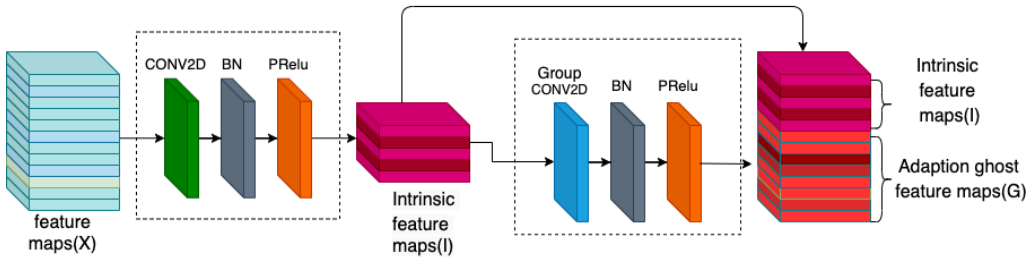 CONV2D
BN
PRelu
feature
maps(X)
Intrinsic
feature
maps(I)
Group
CONV2D
BN
PRelu
Intrinsic
feature
maps(I)
Adaption ghost
feature maps(G)